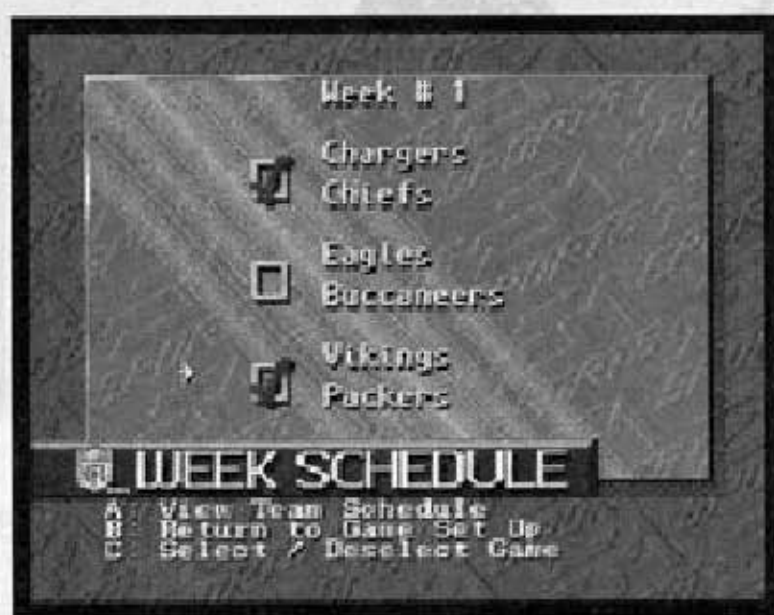 Week # 1
Chargers
Chiefs
Eagles
Buccaneers
Vikings
Packers
WEEK SCHEDULE
A: View Team Schedule
B: Return to Game Set Up
C: Select / Deselect Game